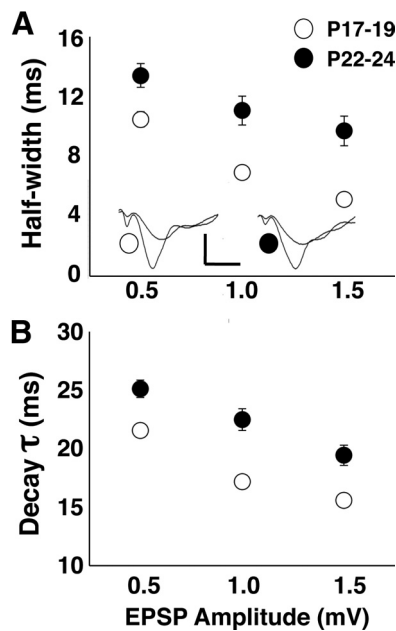 A
P17-19
P22-24
Half-width (ms)
16
12
8
4
0
0.5 1.0 1.5
B
Decay τ (ms)
30
25
20
15
10
0.5 1.0 1.5
EPSP Amplitude (mV)